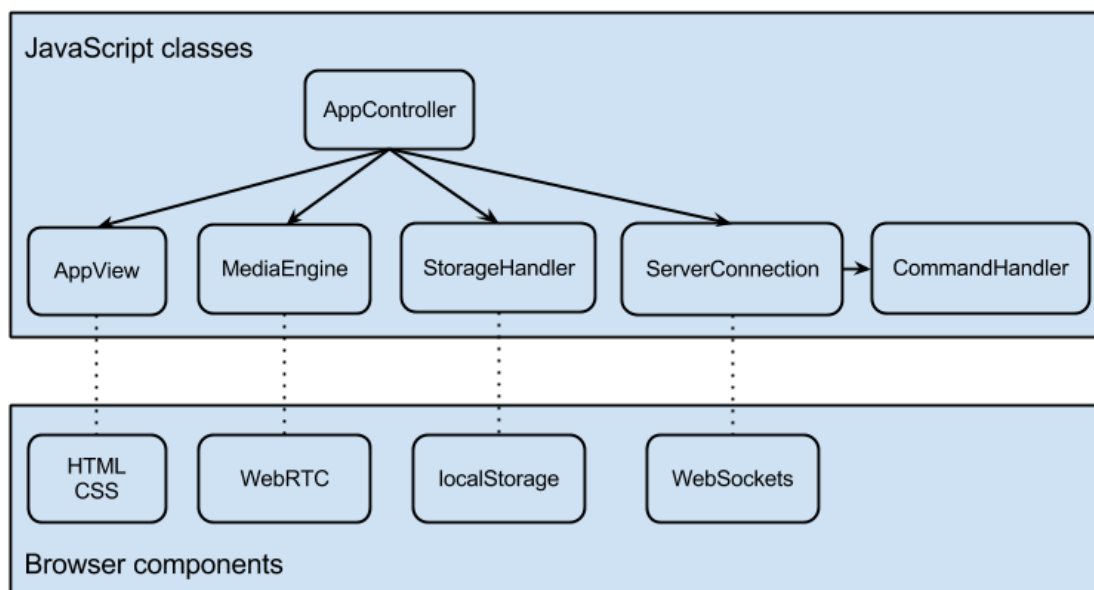 JavaScript classes
AppController
AppView
MediaEngine
StorageHandler
ServerConnection
CommandHandler
HTML
CSS
WebRTC
localStorage
WebSockets
Browser components